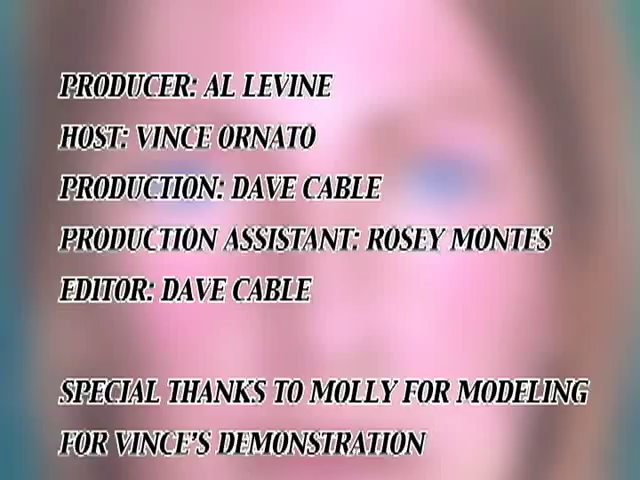 PRODUCER: AL LEVINE
HOST: VINCE ORNATO
PRODUCTION: DAVE CABLE
PRODUCTION ASSISTANT: ROSEY MONTES
EDITOR: DAVE CABLE
SPECIAL THANKS TO MOLLY FOR MODELING
FOR VINCE'S DEMONSTRATION